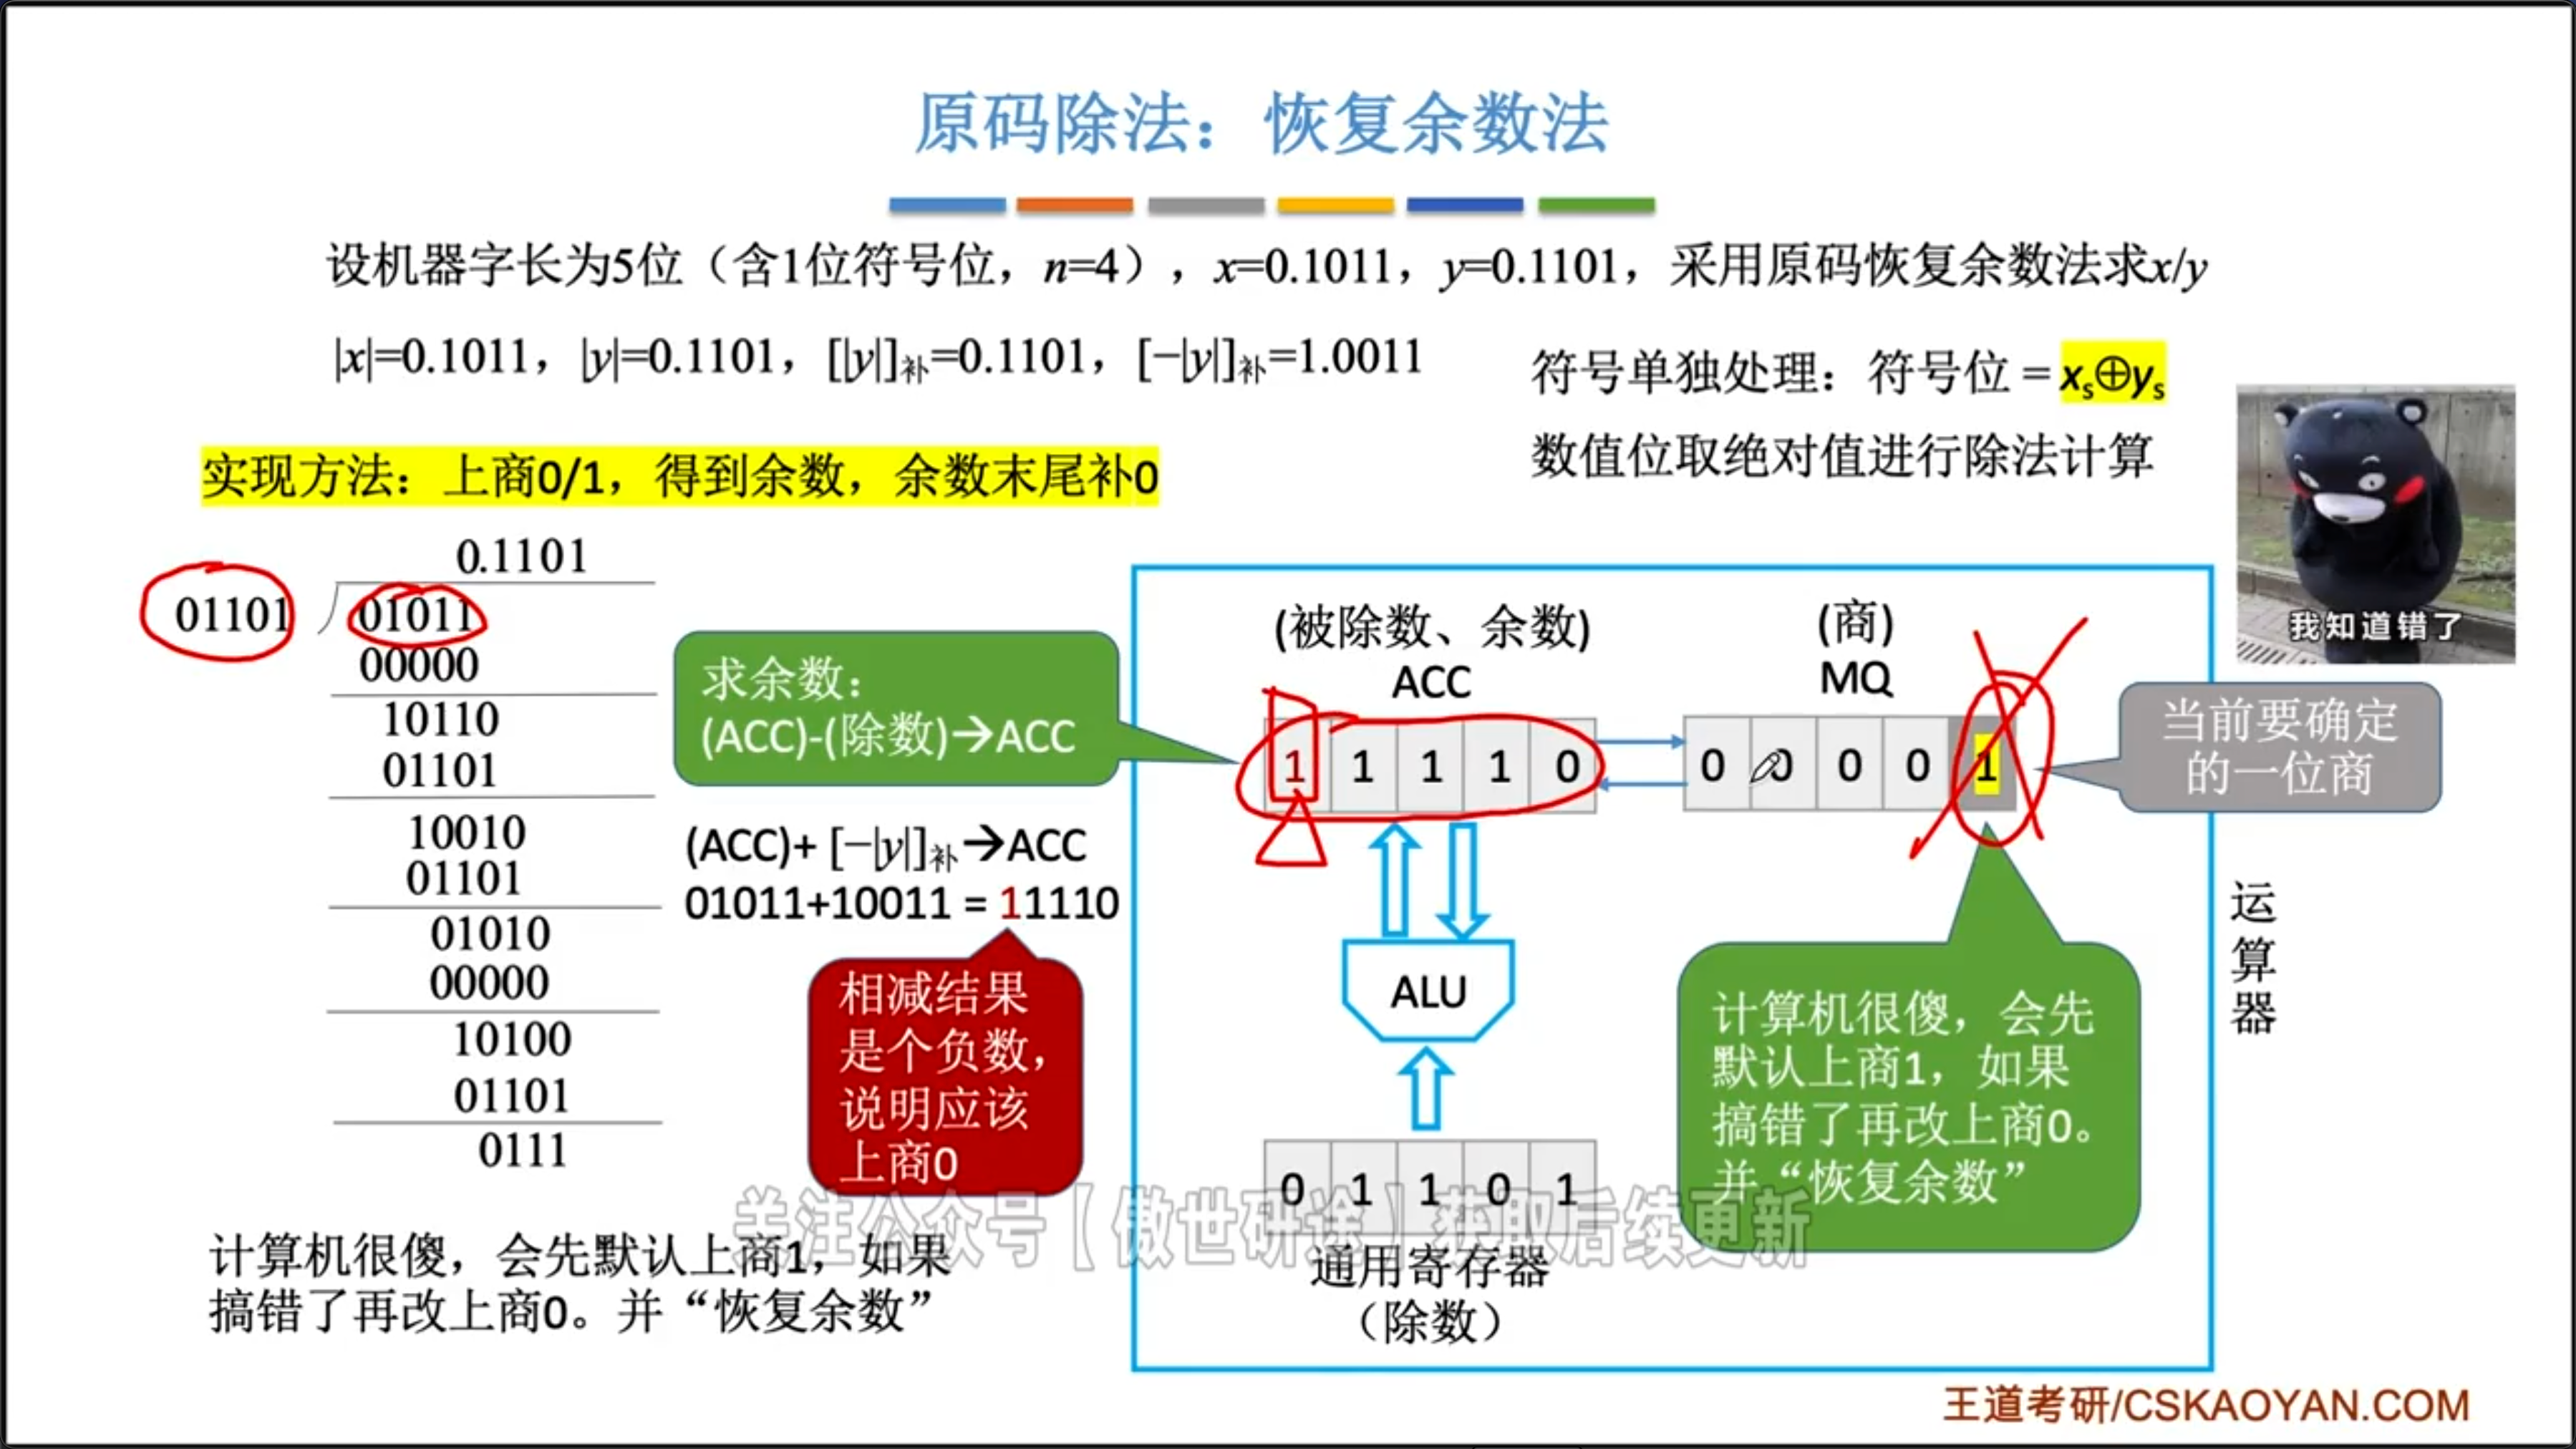 原码除法：恢复余数法
设机器字长为5位（含1位符号位，n=4），x=0.1011，y=0.1101，采用原码恢复余数法求x/y
|x|=0.1011，|y|=0.1101，[|y|]补=0.1101，[−|y|]补=1.0011
符号单独处理：符号位 = xs⊕ys
数值位取绝对值进行除法计算
实现方法：上商0/1，得到余数，余数末尾补0
我知道错了
0.1101
01101
01011
00000
10110
01101
10010
01101
01010
00000
10100
01101
0111
求余数：
(ACC)-(除数)→ACC
(ACC)+ [−|y|]补→ACC
01011+10011 = 11110
相减结果
是个负数，
说明应该
上商0
(被除数、余数)
ACC
(商)
MQ
1 1 1 1 0
0 0 0 0 1
当前要确定
的一位商
ALU
运算器
计算机很傻，会先
默认上商1，如果
搞错了再改上商0。
并“恢复余数”
0 1 1 0 1
通用寄存器
（除数）
关注公众号【傲世研途】获取后续更新
计算机很傻，会先默认上商1，如果
搞错了再改上商0。并“恢复余数”
王道考研/CSKAOYAN.COM